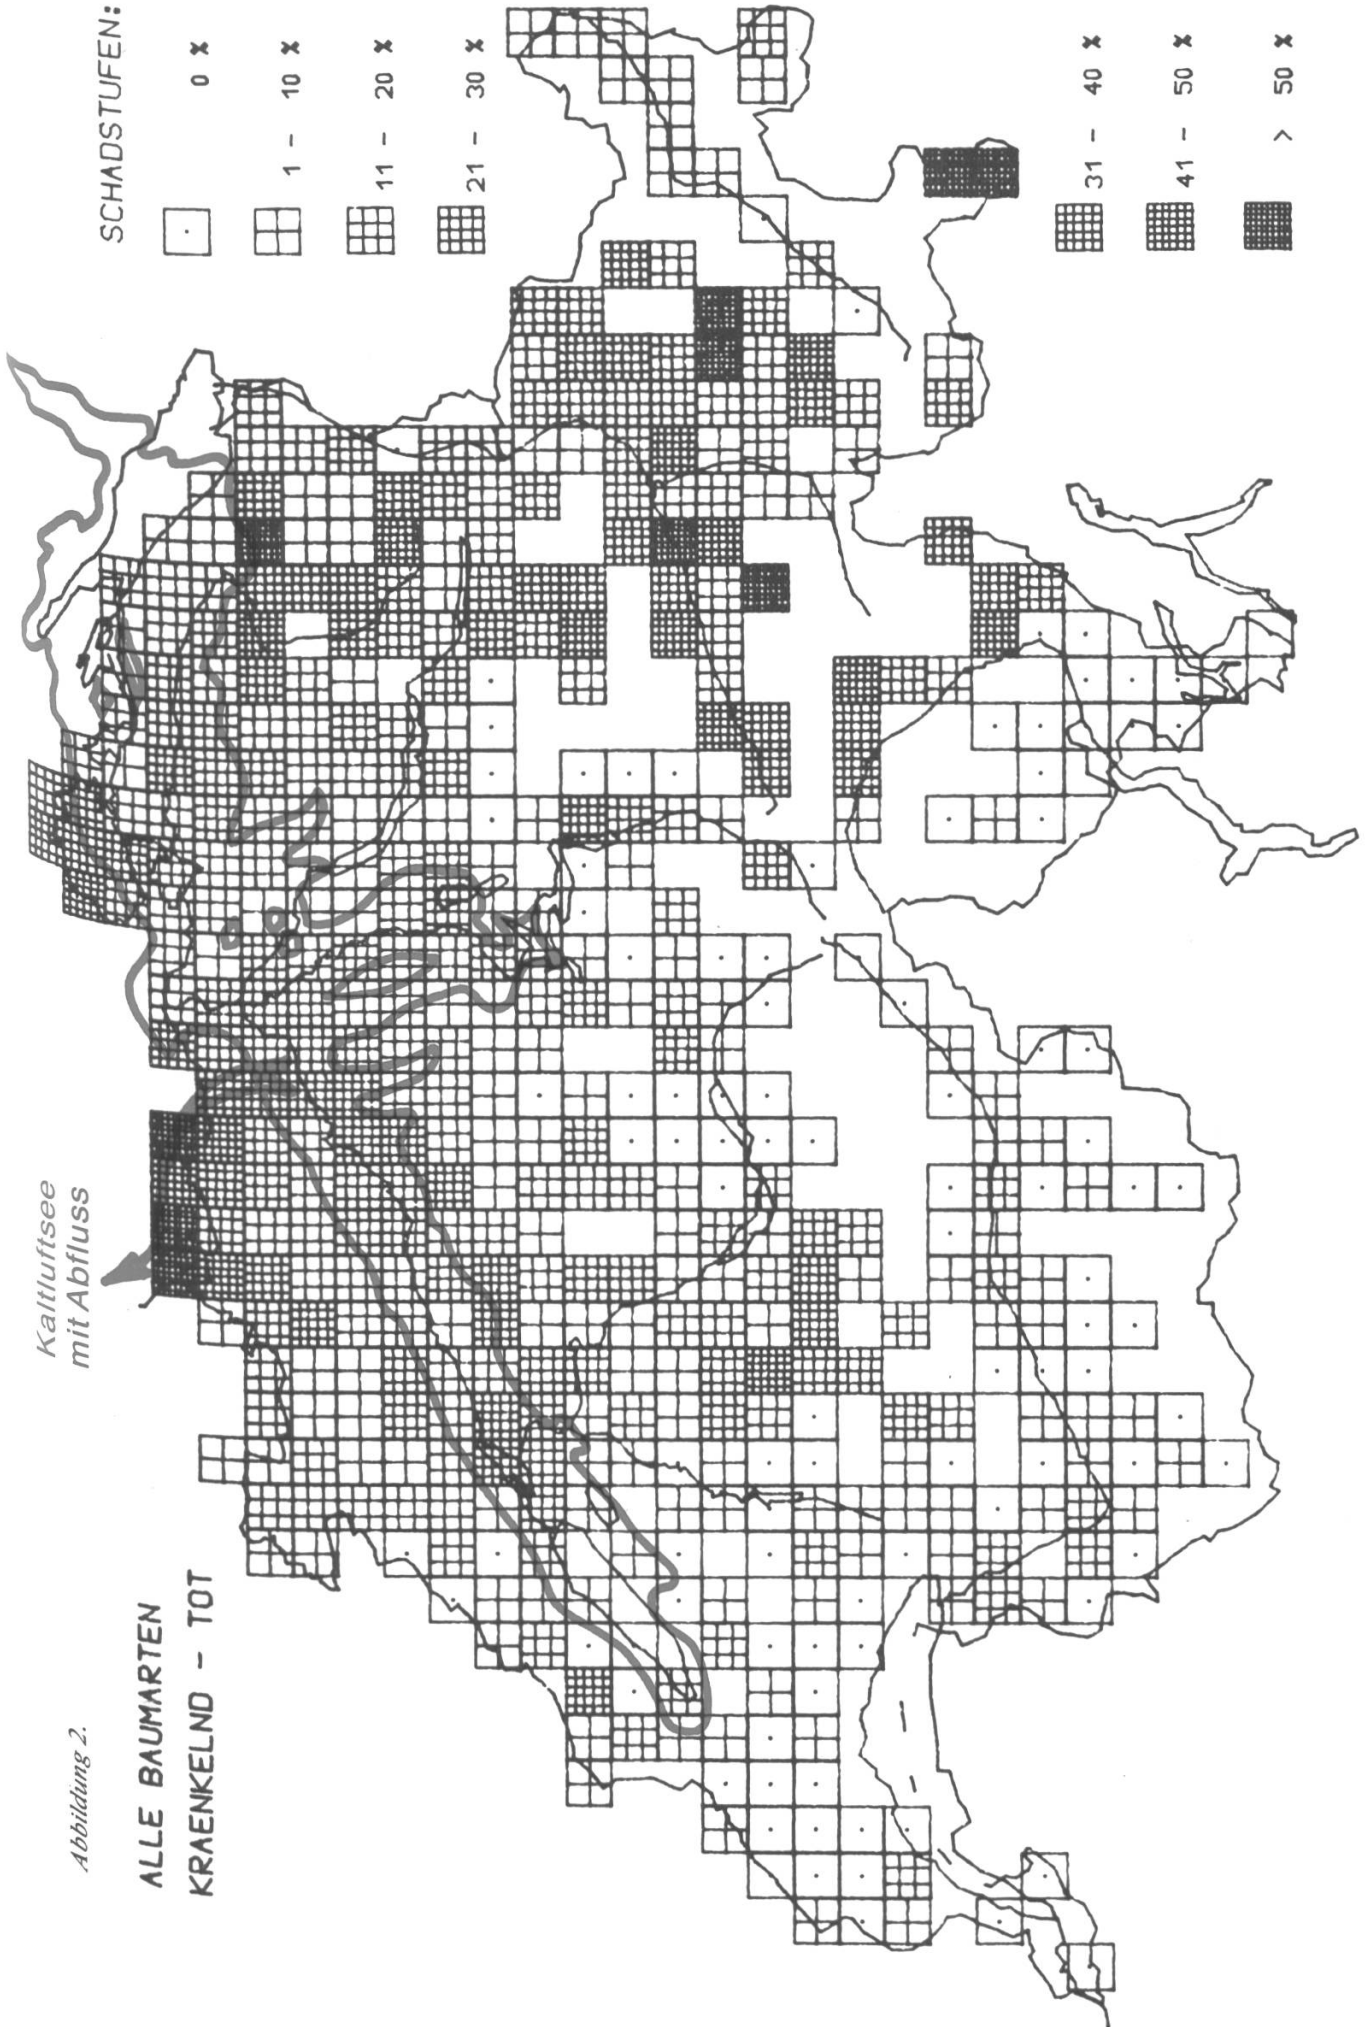 Abbildung 2.
ALLE BAUMARTEN
KRAENKELND - TOT
Kaltluftsee
mit Abfluss
SCHADSTUFEN:
0 %
1 - 10 %
11 - 20 %
21 - 30 %
31 - 40 %
41 - 50 %
> 50 %